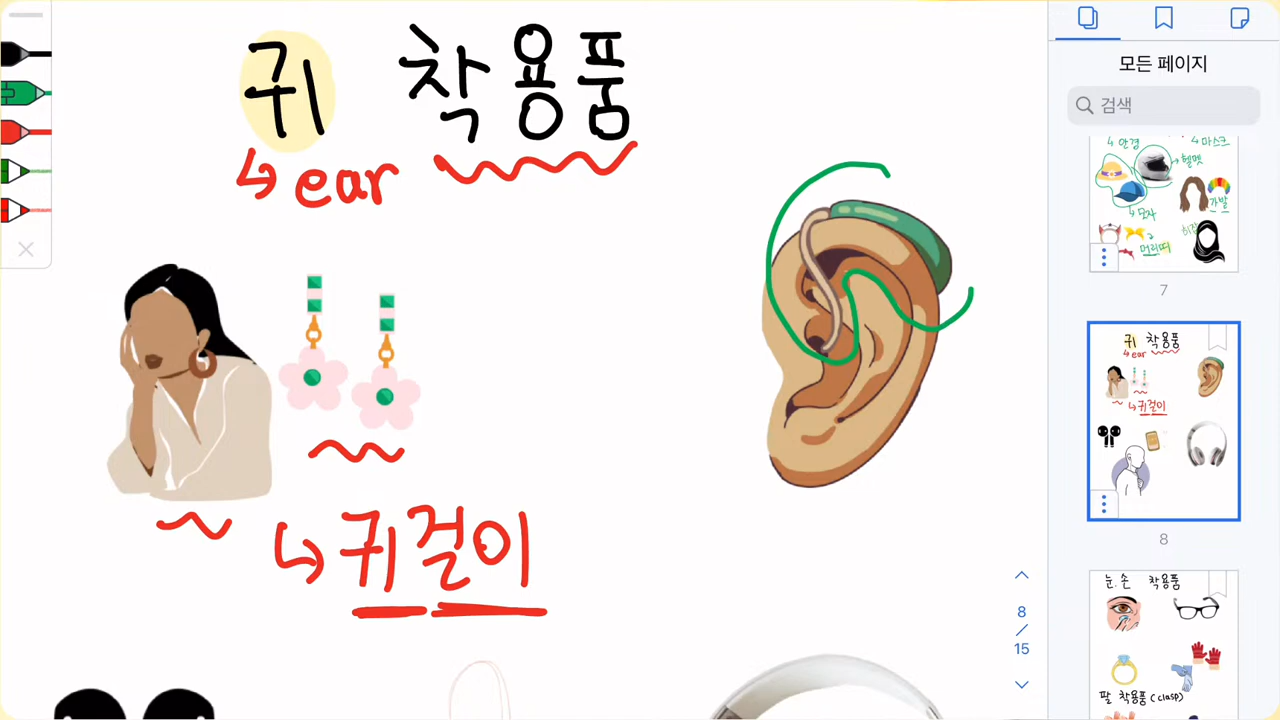 귀 착용품
↳ ear
↳ 귀걸이
모든 페이지
검색
↳ 안경
↳ 마스크
헬멧
↳ 모자
가발
히잡
머리띠
7
귀 착용품
↳ ear
↳ 귀걸이
8
8
/
15
눈.손 착용품
팔 착용품 (clasp)